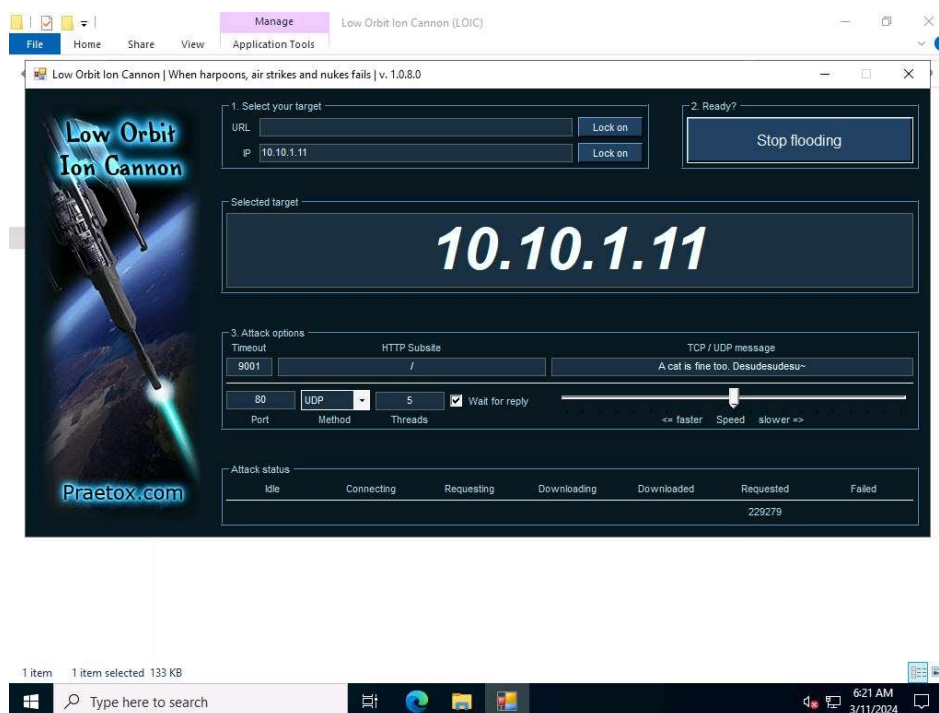 Manage
Low Orbit Ion Cannon (LOIC)
File Home Share View Application Tools
Low Orbit Ion Cannon | When harpoons, air strikes and nukes fails | v. 1.0.8.0
Low Orbit
Ion Cannon
Praetox.com
1. Select your target
URL Lock on
IP 10.10.1.11 Lock on
2. Ready?
Stop flooding
Selected target
10.10.1.11
3. Attack options
Timeout HTTP Subsite TCP / UDP message
9001 / A cat is fine too. Desudesudesu~
80 UDP 5 Wait for reply
Port Method Threads <= faster Speed slower =>
Attack status
Idle Connecting Requesting Downloading Downloaded Requested Failed
229279
1 item 1 item selected 133 KB
Type here to search
6:21 AM
3/11/2024